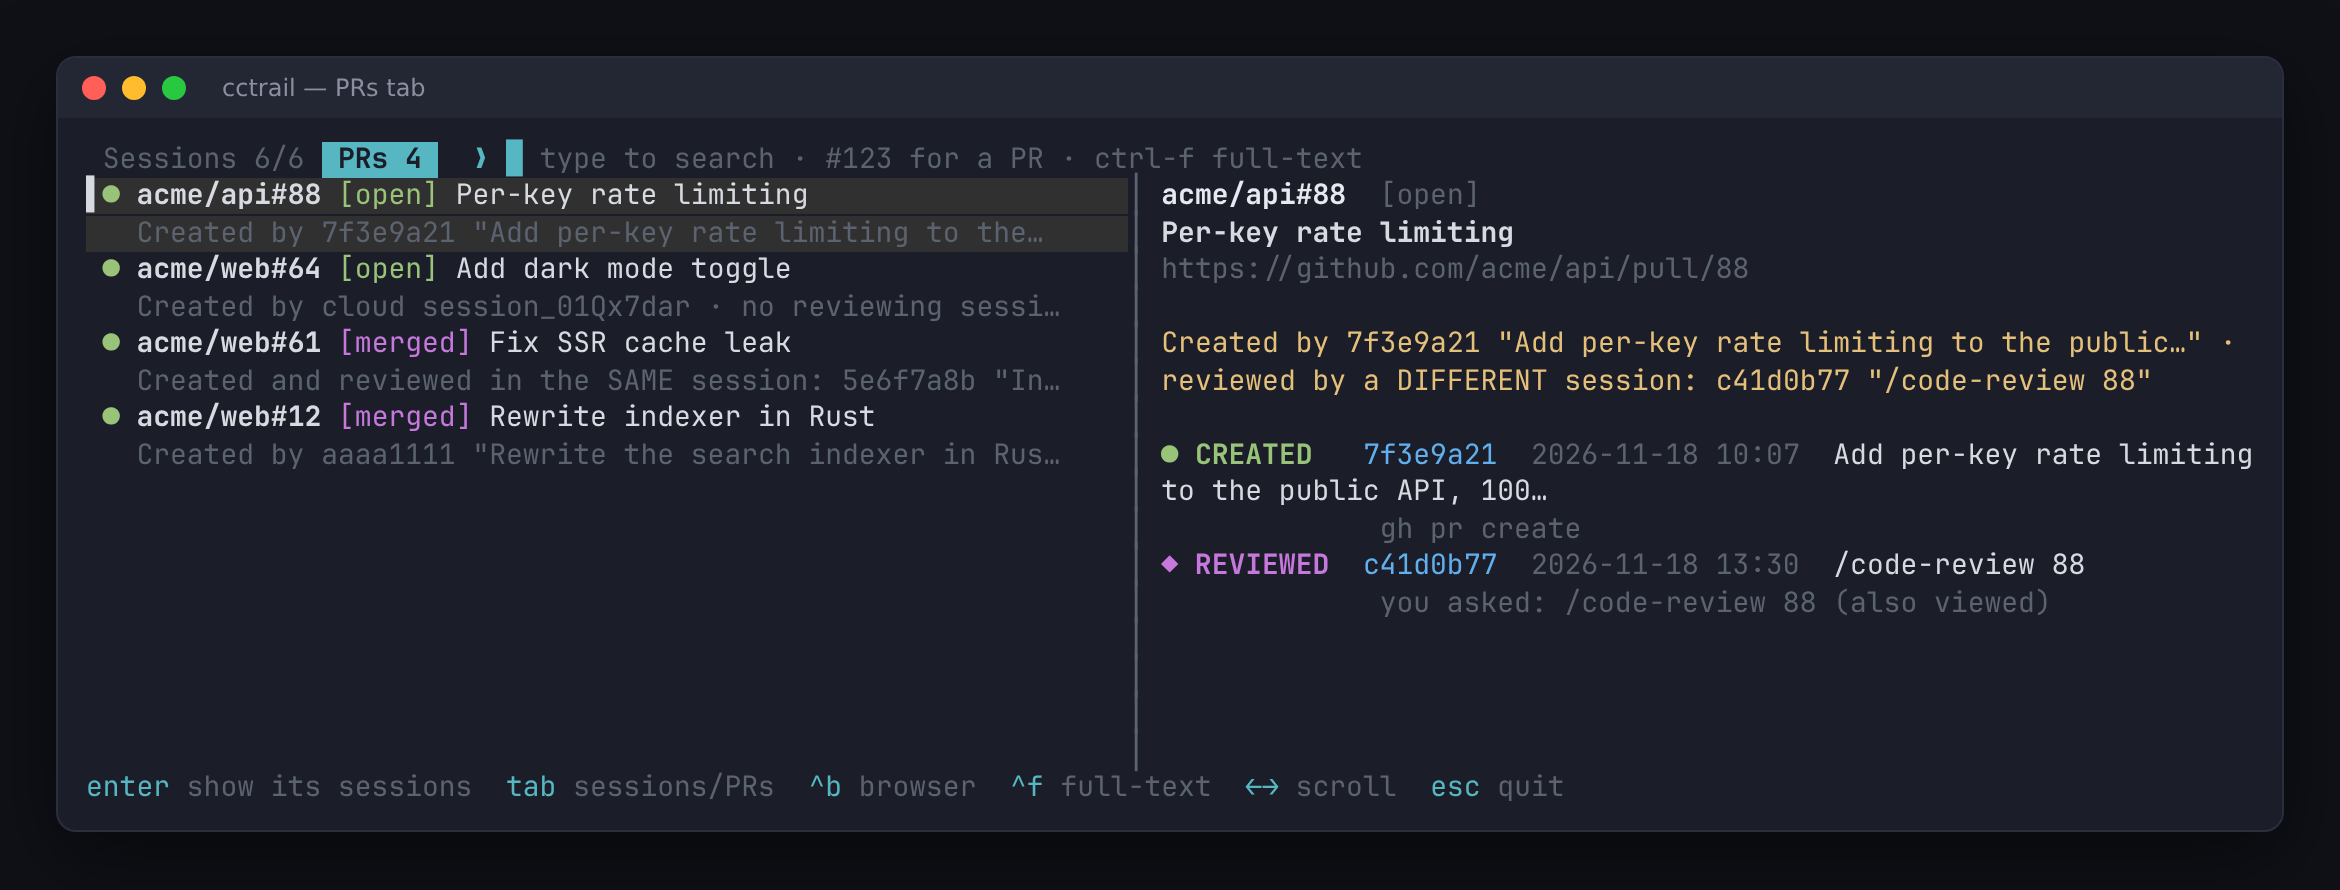 cctrail — PRs tab
Sessions 6/6 PRs 4 ❯ type to search · #123 for a PR · ctrl-f full-text
● acme/api#88 [open] Per-key rate limiting
Created by 7f3e9a21 "Add per-key rate limiting to the…
● acme/web#64 [open] Add dark mode toggle
Created by cloud session_01Qx7dar · no reviewing sessi…
● acme/web#61 [merged] Fix SSR cache leak
Created and reviewed in the SAME session: 5e6f7a8b "In…
● acme/web#12 [merged] Rewrite indexer in Rust
Created by aaaa1111 "Rewrite the search indexer in Rus…
acme/api#88 [open]
Per-key rate limiting
https://github.com/acme/api/pull/88
Created by 7f3e9a21 "Add per-key rate limiting to the public…" ·
reviewed by a DIFFERENT session: c41d0b77 "/code-review 88"
● CREATED 7f3e9a21 2026-11-18 10:07 Add per-key rate limiting
to the public API, 100…
gh pr create
◆ REVIEWED c41d0b77 2026-11-18 13:30 /code-review 88
you asked: /code-review 88 (also viewed)
enter show its sessions tab sessions/PRs ^b browser ^f full-text ←→ scroll esc quit